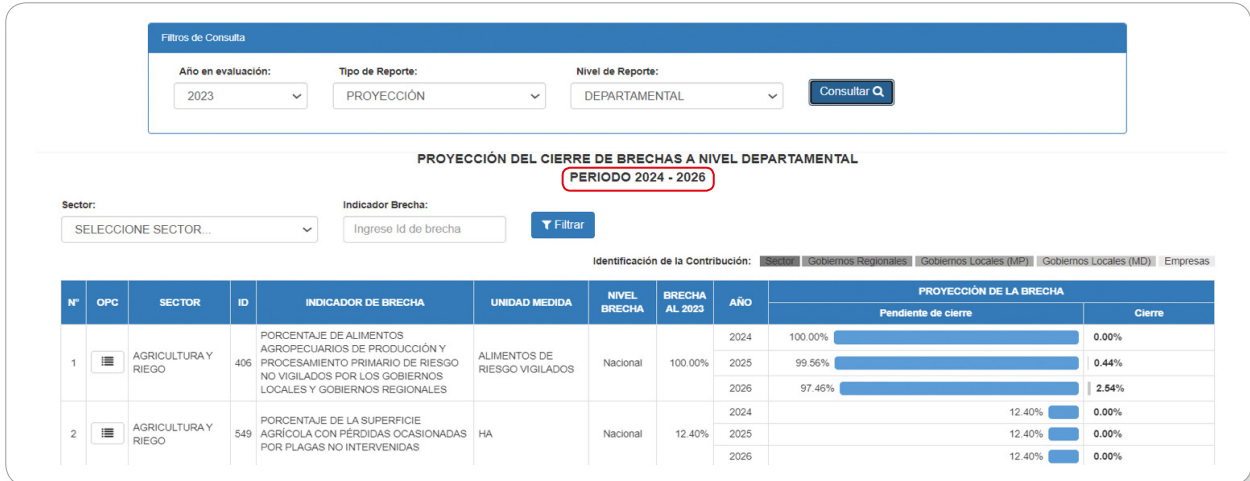 Filtros de Consulta
Año en evaluación: Tipo de Reporte: Nivel de Reporte:
2023 PROYECCIÓN DEPARTAMENTAL Consultar
PROYECCIÓN DEL CIERRE DE BRECHAS A NIVEL DEPARTAMENTAL
PERIODO 2024 - 2026
Sector: Indicador Brecha:
SELECCIONE SECTOR... Ingrese Id de brecha Filtrar
Identificación de la Contribución: Sector Gobiernos Regionales Gobiernos Locales (MP) Gobiernos Locales (MD) Empresas
N° OPC SECTOR ID INDICADOR DE BRECHA UNIDAD MEDIDA NIVEL BRECHA BRECHA AL 2023 AÑO PROYECCIÓN DE LA BRECHA
Pendiente de cierre Cierre
1 AGRICULTURA Y RIEGO 406 PORCENTAJE DE ALIMENTOS
AGROPECUARIOS DE PRODUCCIÓN Y
PROCESAMIENTO PRIMARIO DE RIESGO
NO VIGILADOS POR LOS GOBIERNOS
LOCALES Y GOBIERNOS REGIONALES
ALIMENTOS DE
RIESGO VIGILADOS
Nacional 100.00%
2024 100.00% 0.00%
2025 99.56% 0.44%
2026 97.46% 2.54%
2 AGRICULTURA Y RIEGO 549 PORCENTAJE DE LA SUPERFICIE
AGRÍCOLA CON PÉRDIDAS OCASIONADAS
POR PLAGAS NO INTERVENIDAS
HA Nacional 12.40%
2024 12.40% 0.00%
2025 12.40% 0.00%
2026 12.40% 0.00%